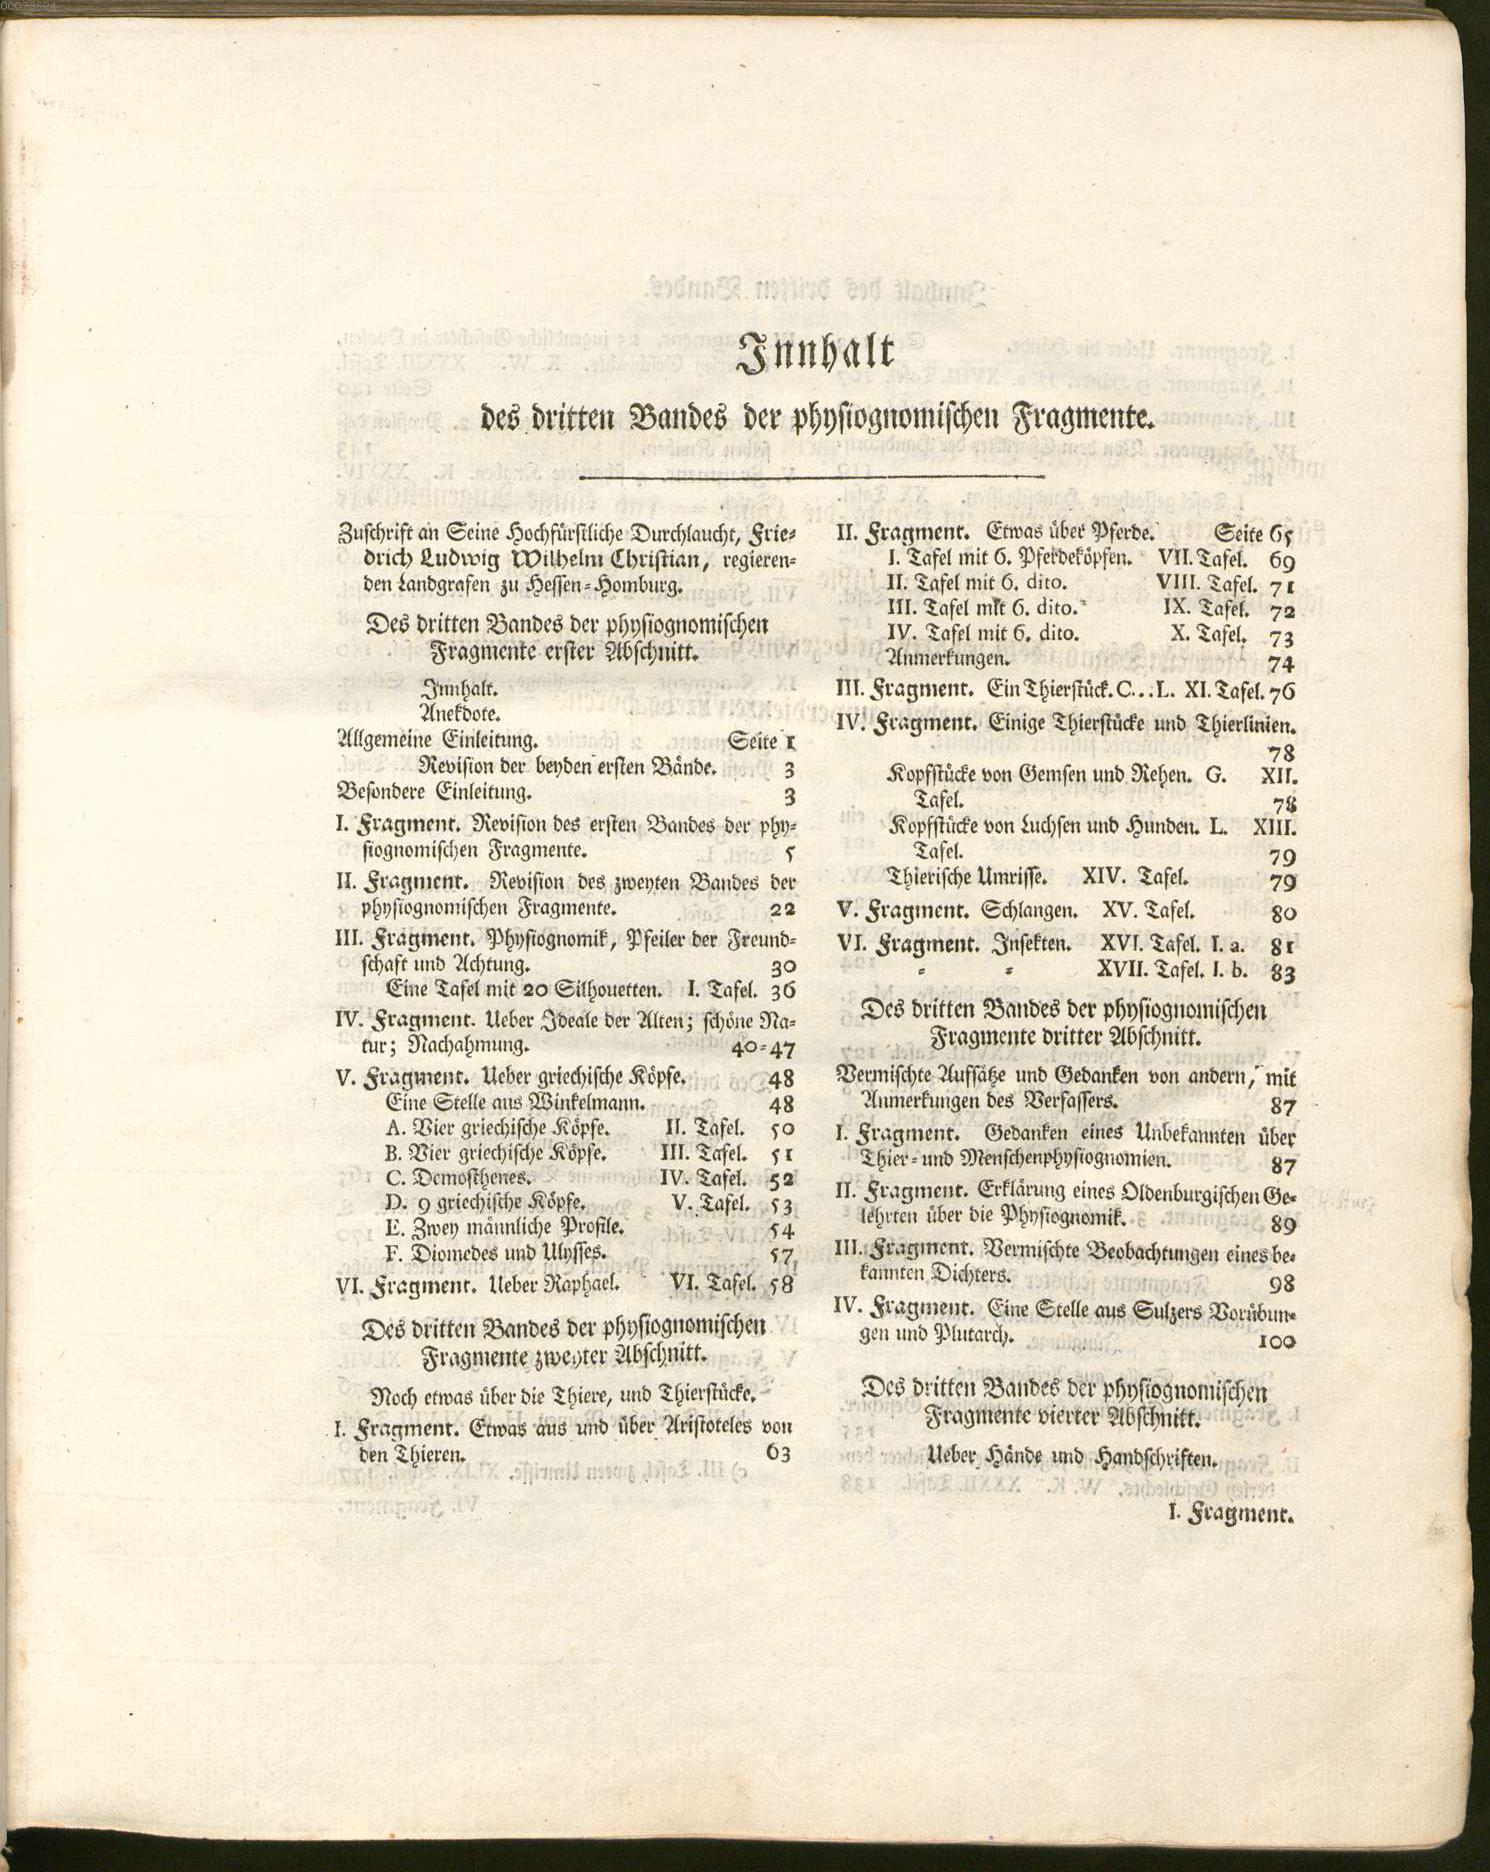 Innhalt
des dritten Bandes der physiognomischen Fragmente.
Zuschrift an Seine Hochfürstliche Durchlaucht, Frie-
drich Ludwig Wilhelm Christian, regieren-
den Landgrafen zu Hessen-Homburg.
Des dritten Bandes der physiognomischen
Fragmente erster Abschnitt.
Innhalt.
Anekdote.
Allgemeine Einleitung. Seite 1
Revision der beyden ersten Bände. 3
Besondere Einleitung. 3
I. Fragment. Revision des ersten Bandes der phy-
siognomischen Fragmente. 5
II. Fragment. Revision des zweyten Bandes der
physiognomischen Fragmente. 22
III. Fragment. Physiognomik, Pfeiler der Freund-
schaft und Achtung. 30
Eine Tafel mit 20 Silhouetten. I. Tafel. 36
IV. Fragment. Ueber Ideale der Alten; schöne Na-
tur; Nachahmung. 40-47
V. Fragment. Ueber griechische Köpfe. 48
Eine Stelle aus Winkelmann. 48
A. Vier griechische Köpfe. II. Tafel. 50
B. Vier griechische Köpfe. III. Tafel. 51
C. Demosthenes. IV. Tafel. 52
D. 9 griechische Köpfe. V. Tafel. 53
E. Zwey männliche Profile. 54
F. Diomedes und Ulysses. 57
VI. Fragment. Ueber Raphael. VI. Tafel. 58
Des dritten Bandes der physiognomischen
Fragmente zweyter Abschnitt.
Noch etwas über die Thiere, und Thierstücke.
I. Fragment. Etwas aus und über Aristoteles von
den Thieren. 63
II. Fragment. Etwas über Pferde. Seite 65
I. Tafel mit 6. Pferdeköpfen. VII. Tafel. 69
II. Tafel mit 6. dito. VIII. Tafel. 71
III. Tafel mit 6. dito. IX. Tafel. 72
IV. Tafel mit 6. dito. X. Tafel. 73
Anmerkungen. 74
III. Fragment. Ein Thierstück. C...L. XI. Tafel. 76
IV. Fragment. Einige Thierstücke und Thierlinien.
78
Kopfstücke von Gemsen und Rehen. G. XII.
Tafel. 78
Kopfstücke von Luchsen und Hunden. L. XIII.
Tafel. 79
Thierische Umrisse. XIV. Tafel. 79
V. Fragment. Schlangen. XV. Tafel. 80
VI. Fragment. Insekten. XVI. Tafel. I. a. 81
- - XVII. Tafel. I. b. 83
Des dritten Bandes der physiognomischen
Fragmente dritter Abschnitt.
Vermischte Aufsätze und Gedanken von andern, mit
Anmerkungen des Verfassers. 87
I. Fragment. Gedanken eines Unbekannten über
Thier- und Menschenphysiognomien. 87
II. Fragment. Erklärung eines Oldenburgischen Ge-
lehrten über die Physiognomik. 89
III. Fragment. Vermischte Beobachtungen eines be-
kannten Dichters. 98
IV. Fragment. Eine Stelle aus Sulzers Vorübun-
gen und Plutarch. 100
Des dritten Bandes der physiognomischen
Fragmente vierter Abschnitt.
Ueber Hände und Handschriften.
I. Fragment.